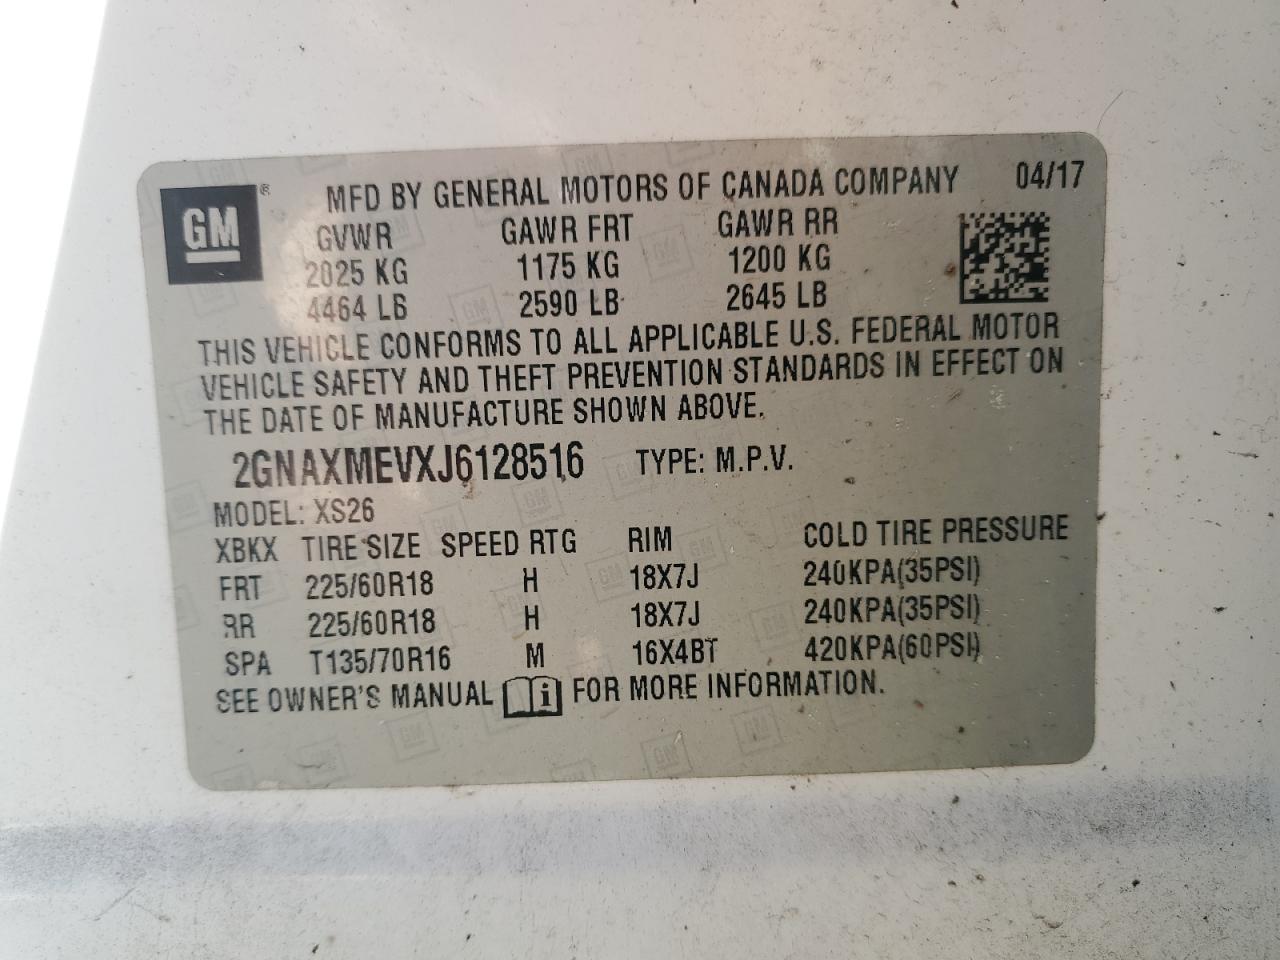 GM ® MFD BY GENERAL MOTORS OF CANADA COMPANY 04/17
GVWR GAWR FRT GAWR RR
2025 KG 1175 KG 1200 KG
4464 LB 2590 LB 2645 LB
THIS VEHICLE CONFORMS TO ALL APPLICABLE U.S. FEDERAL MOTOR
VEHICLE SAFETY AND THEFT PREVENTION STANDARDS IN EFFECT ON
THE DATE OF MANUFACTURE SHOWN ABOVE.
2GNAXMEVXJ6128516 TYPE: M.P.V.
MODEL: XS26
XBKX TIRE SIZE SPEED RTG RIM COLD TIRE PRESSURE
FRT 225/60R18 H 18X7J 240KPA(35PSI)
RR 225/60R18 H 18X7J 240KPA(35PSI)
SPA T135/70R16 M 16X4BT 420KPA(60PSI)
SEE OWNER'S MANUAL i FOR MORE INFORMATION.